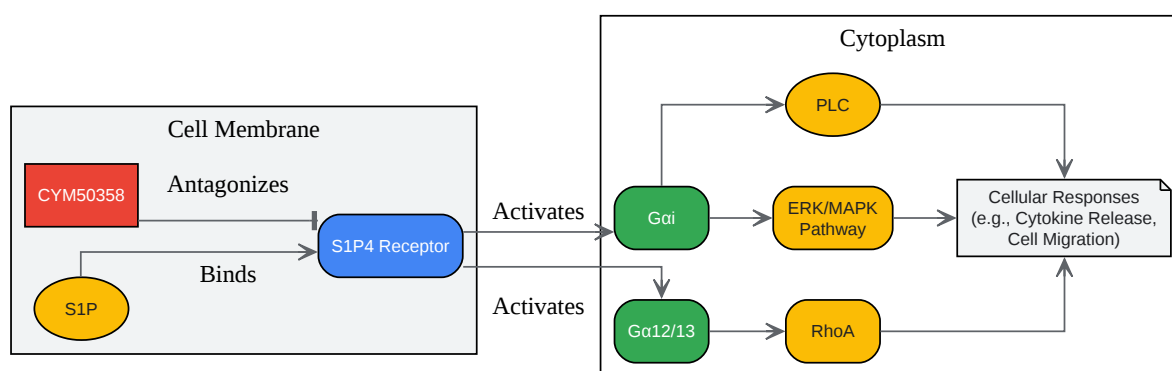 Cytoplasm
PLC
Cell Membrane
CYM50358
Antagonizes
Cellular Responses
(e.g., Cytokine Release,
Cell Migration)
Activates
Gαi
ERK/MAPK
Pathway
S1P4 Receptor
Binds
S1P
Activates
Gα12/13
RhoA